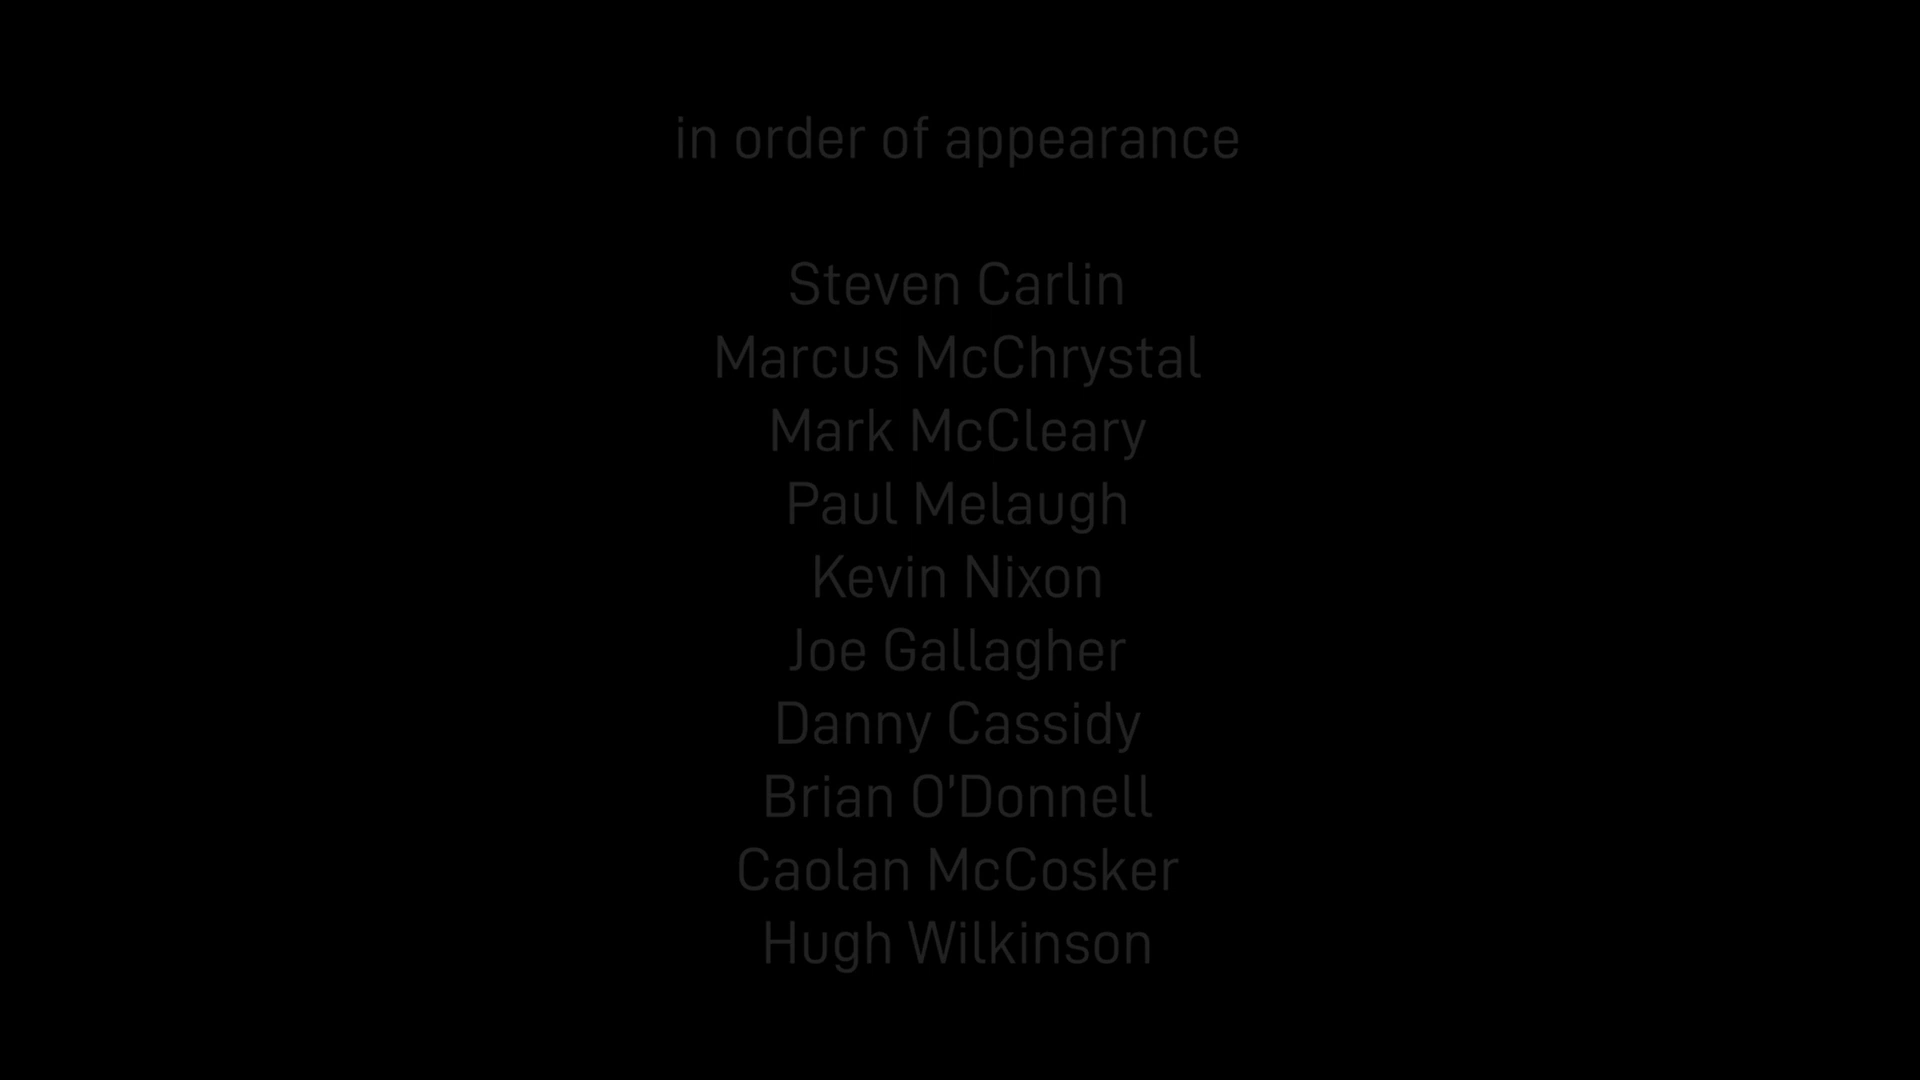 in order of appearance
Steven Carlin
Marcus McChrystal
Mark McCleary
Paul Melaugh
Kevin Nixon
Joe Gallagher
Danny Cassidy
Brian O'Donnell
Caolan McCosker
Hugh Wilkinson